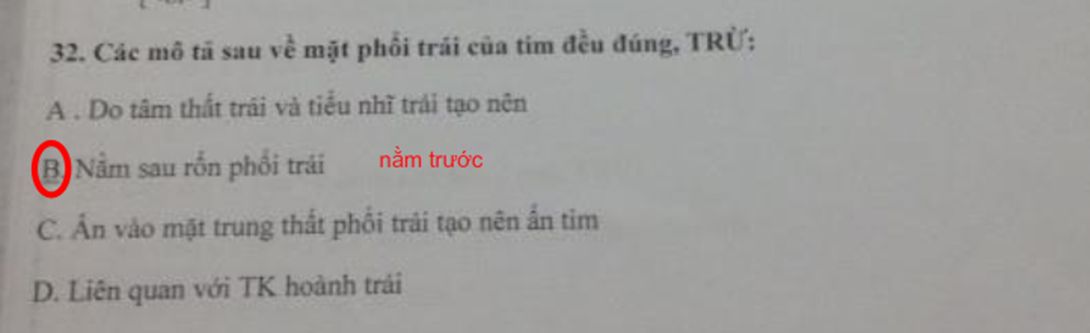 32. Các mô tả sau về mặt phổi trái của tim đều đúng, TRỪ:
A . Do tâm thất trái và tiểu nhĩ trái tạo nên
B. Nằm sau rốn phổi trái nằm trước
C. Ấn vào mặt trung thất phổi trái tạo nên ấn tim
D. Liên quan với TK hoành trái